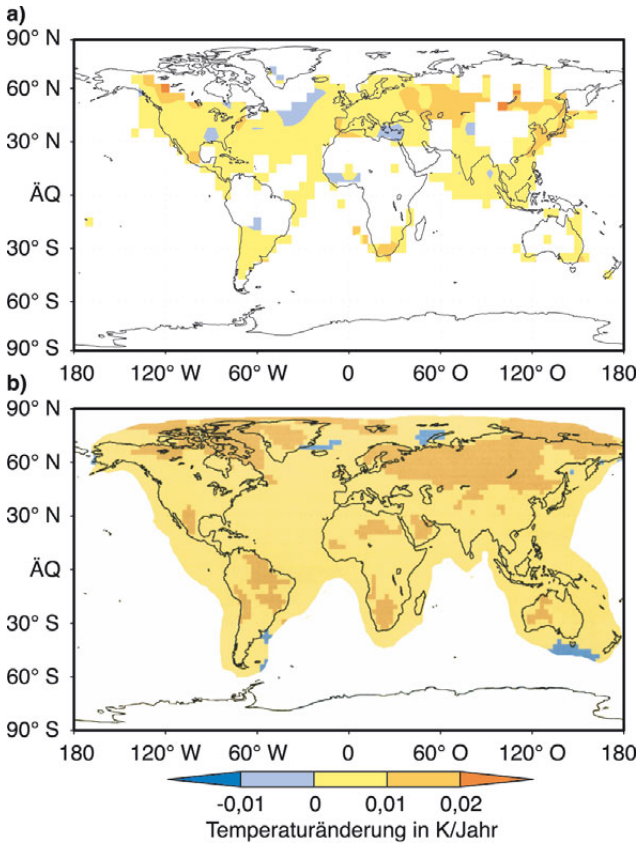 a)
90° N
60° N
30° N
ÄQ
30° S
60° S
90° S
180 120° W 60° W 0 60° O 120° O 180
b)
90° N
60° N
30° N
ÄQ
30° S
60° S
90° S
180 120° W 60° W 0 60° O 120° O 180
-0,01 0 0,01 0,02
Temperaturänderung in K/Jahr